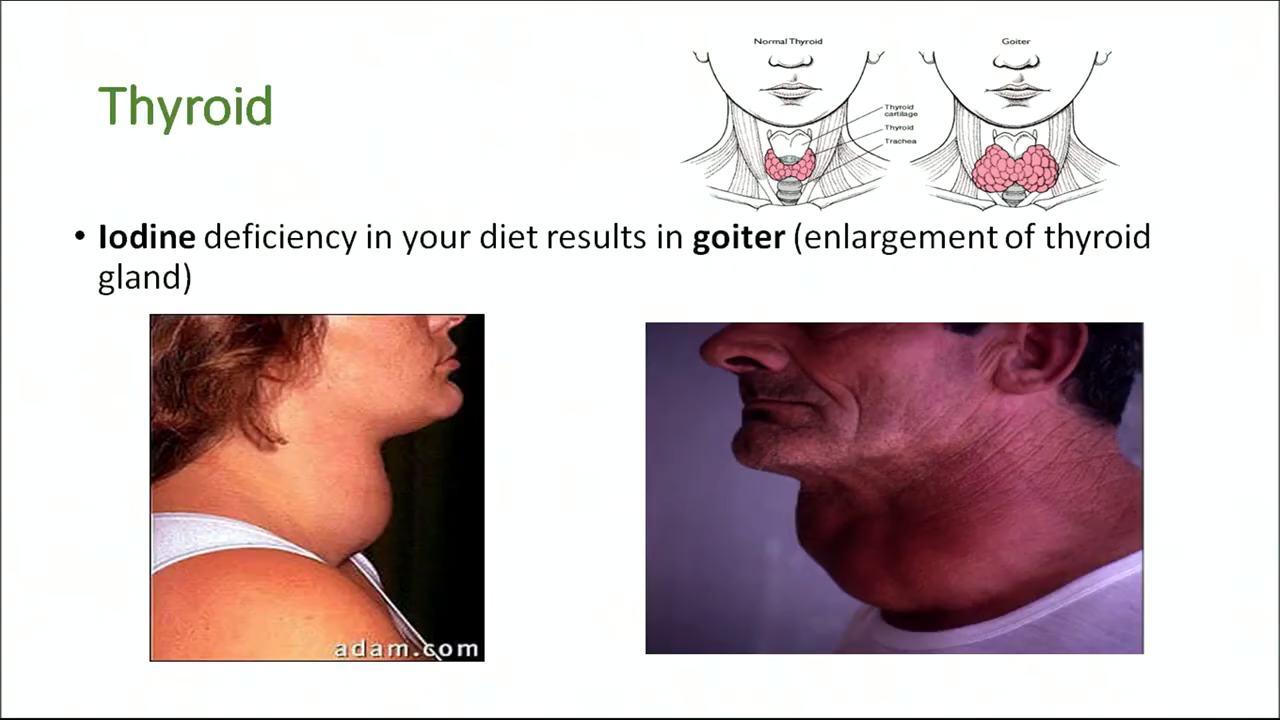 Normal Thyroid
Goiter
Thyroid
Thyroid
cartilage
Thyroid
Trachea
• Iodine deficiency in your diet results in goiter (enlargement of thyroid
gland)
adam.com